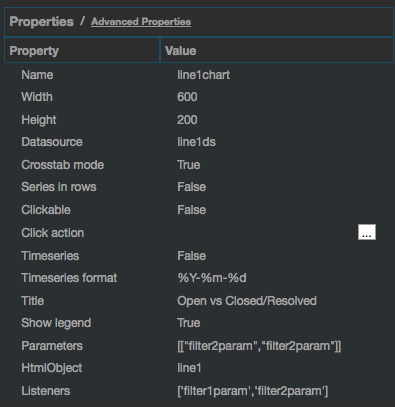 Properties / Advanced Properties
Property Value
Name line1chart
Width 600
Height 200
Datasource line1ds
Crosstab mode True
Series in rows False
Clickable False
Click action ...
Timeseries False
Timeseries format %Y-%m-%d
Title Open vs Closed/Resolved
Show legend True
Parameters [["filter2param","filter2param"]]
HtmlObject line1
Listeners ['filter1param','filter2param']